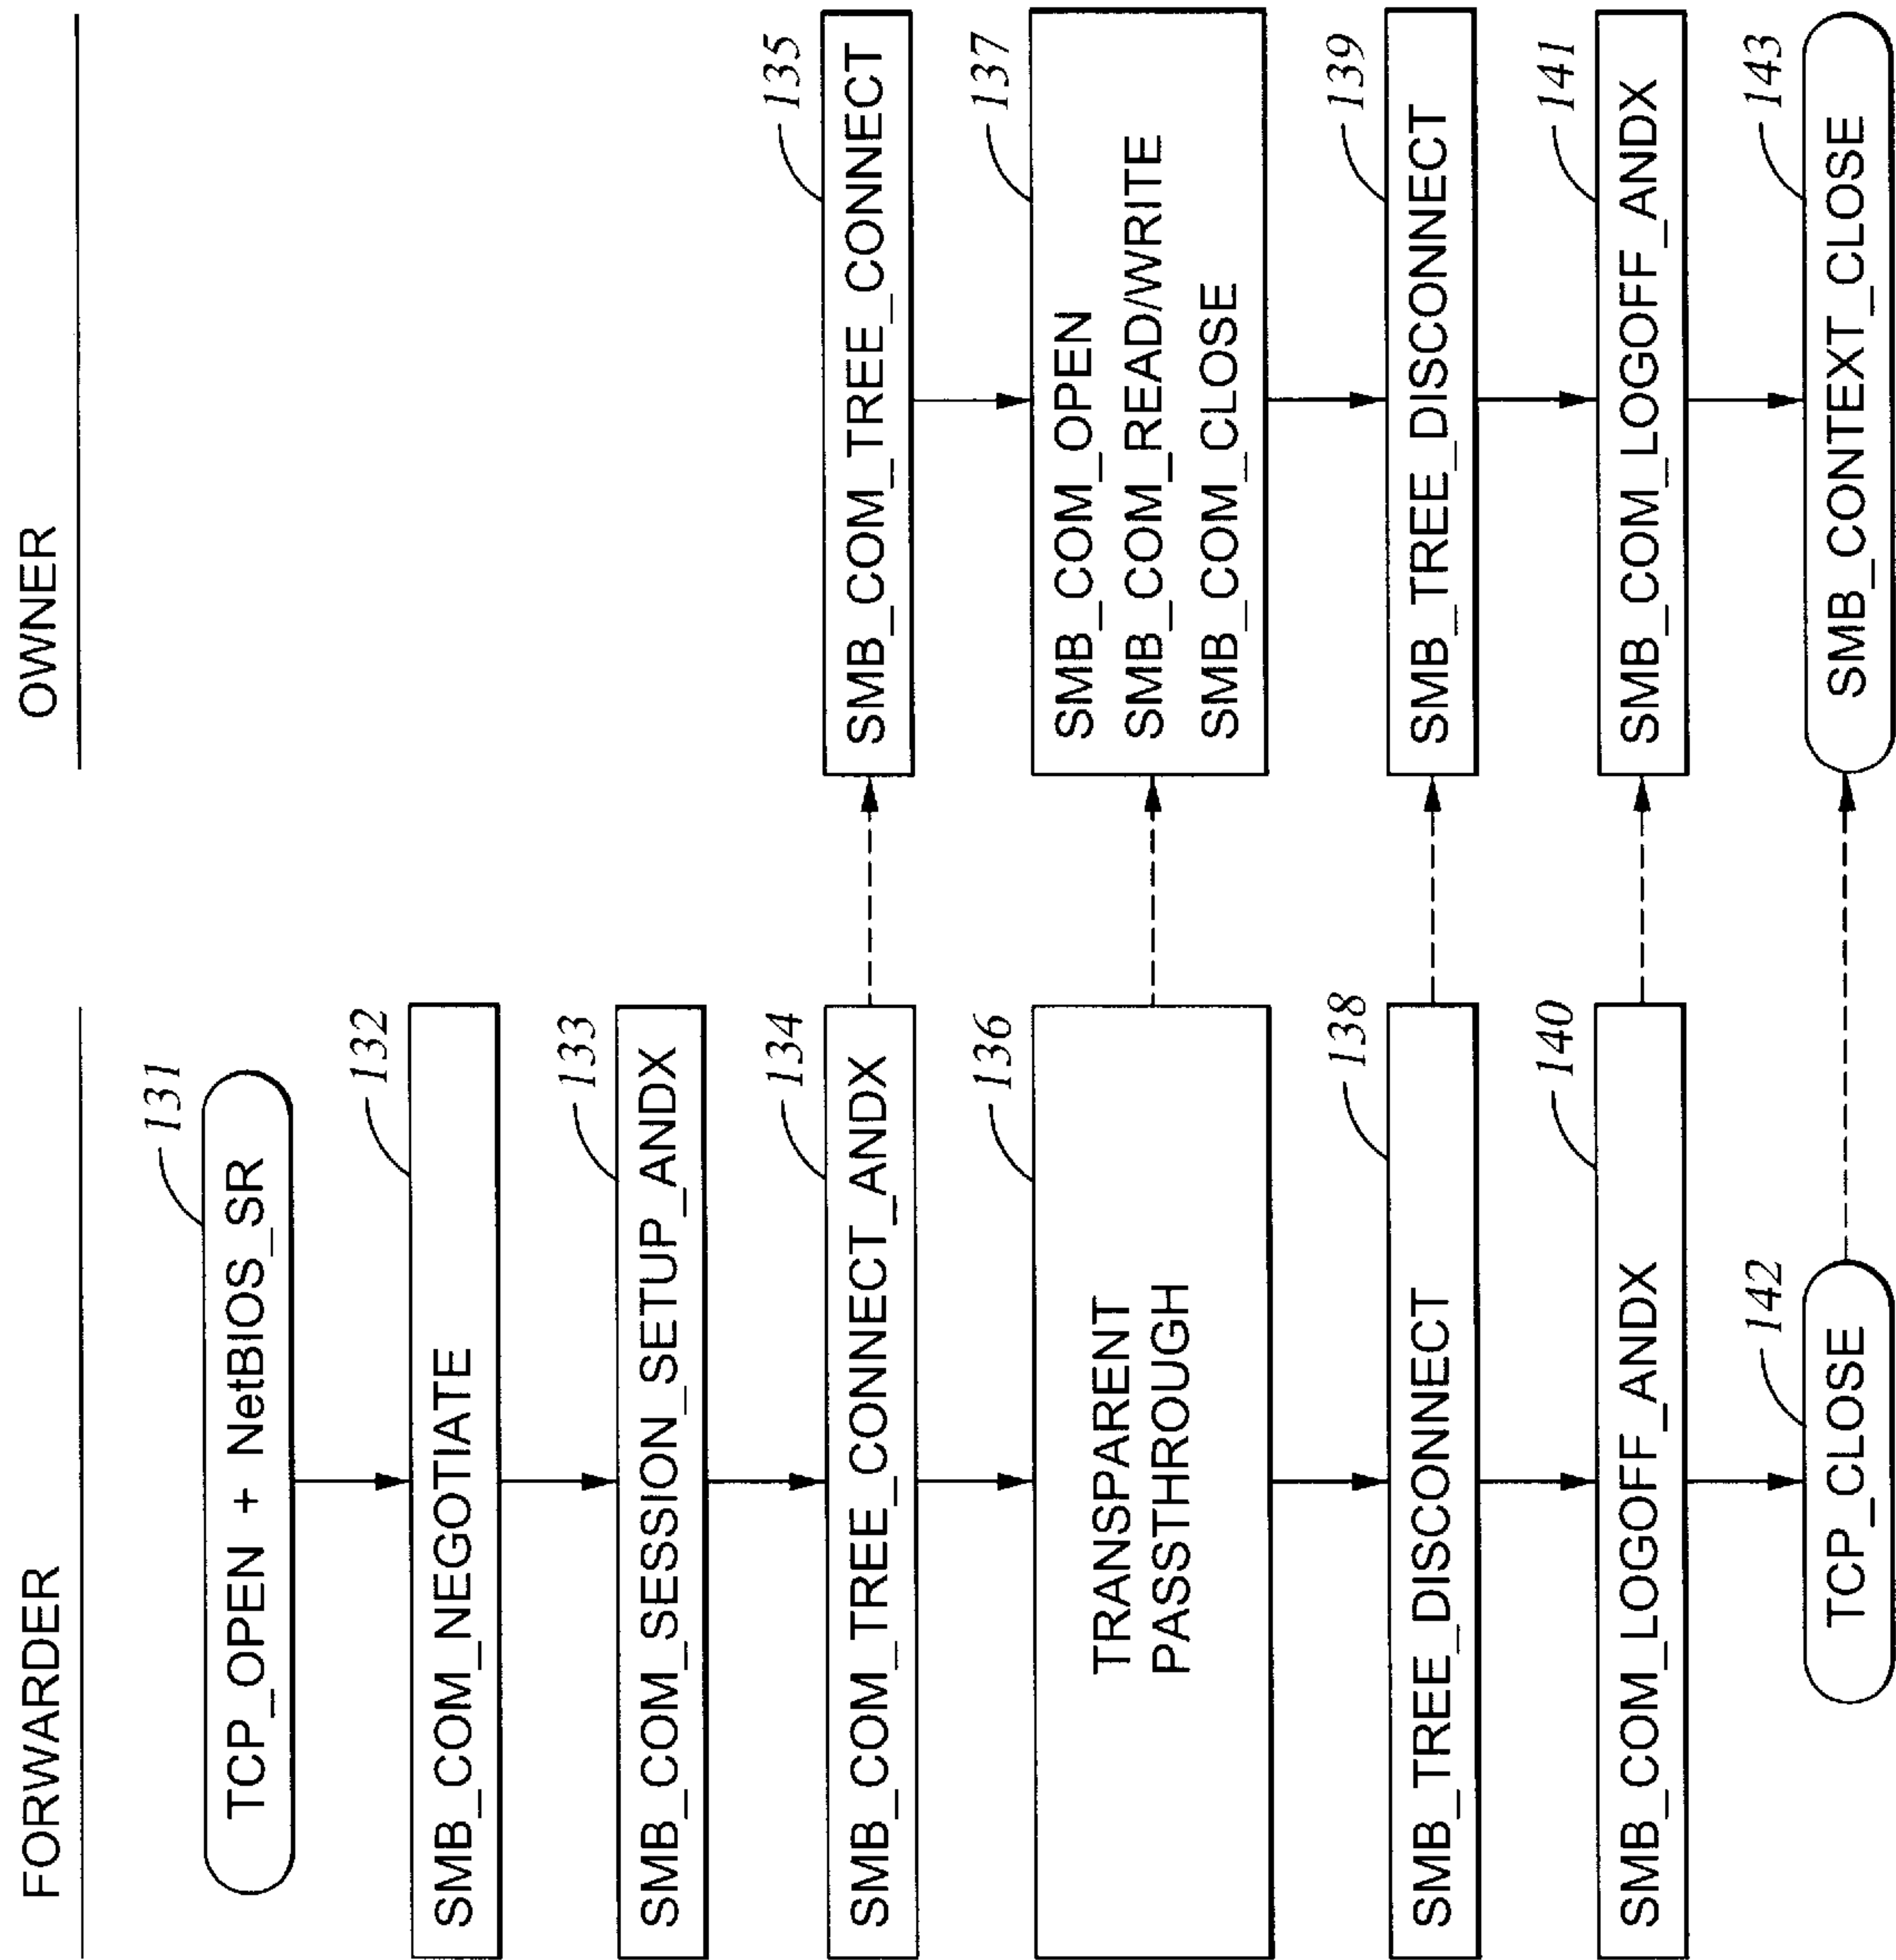 FORWARDER
OWNER
131
TCP_OPEN + NetBIOS_SR
132
SMB_COM_NEGOTIATE
133
SMB_COM_SESSION_SETUP_ANDX
134
SMB_COM_TREE_CONNECT_ANDX
135
SMB_COM_TREE_CONNECT
136
TRANSPARENT
PASSTHROUGH
137
SMB_COM_OPEN
SMB_COM_READ/WRITE
SMB_COM_CLOSE
138
SMB_TREE_DISCONNECT
139
SMB_TREE_DISCONNECT
140
SMB_COM_LOGOFF_ANDX
141
SMB_COM_LOGOFF_ANDX
142
TCP_CLOSE
143
SMB_CONTEXT_CLOSE